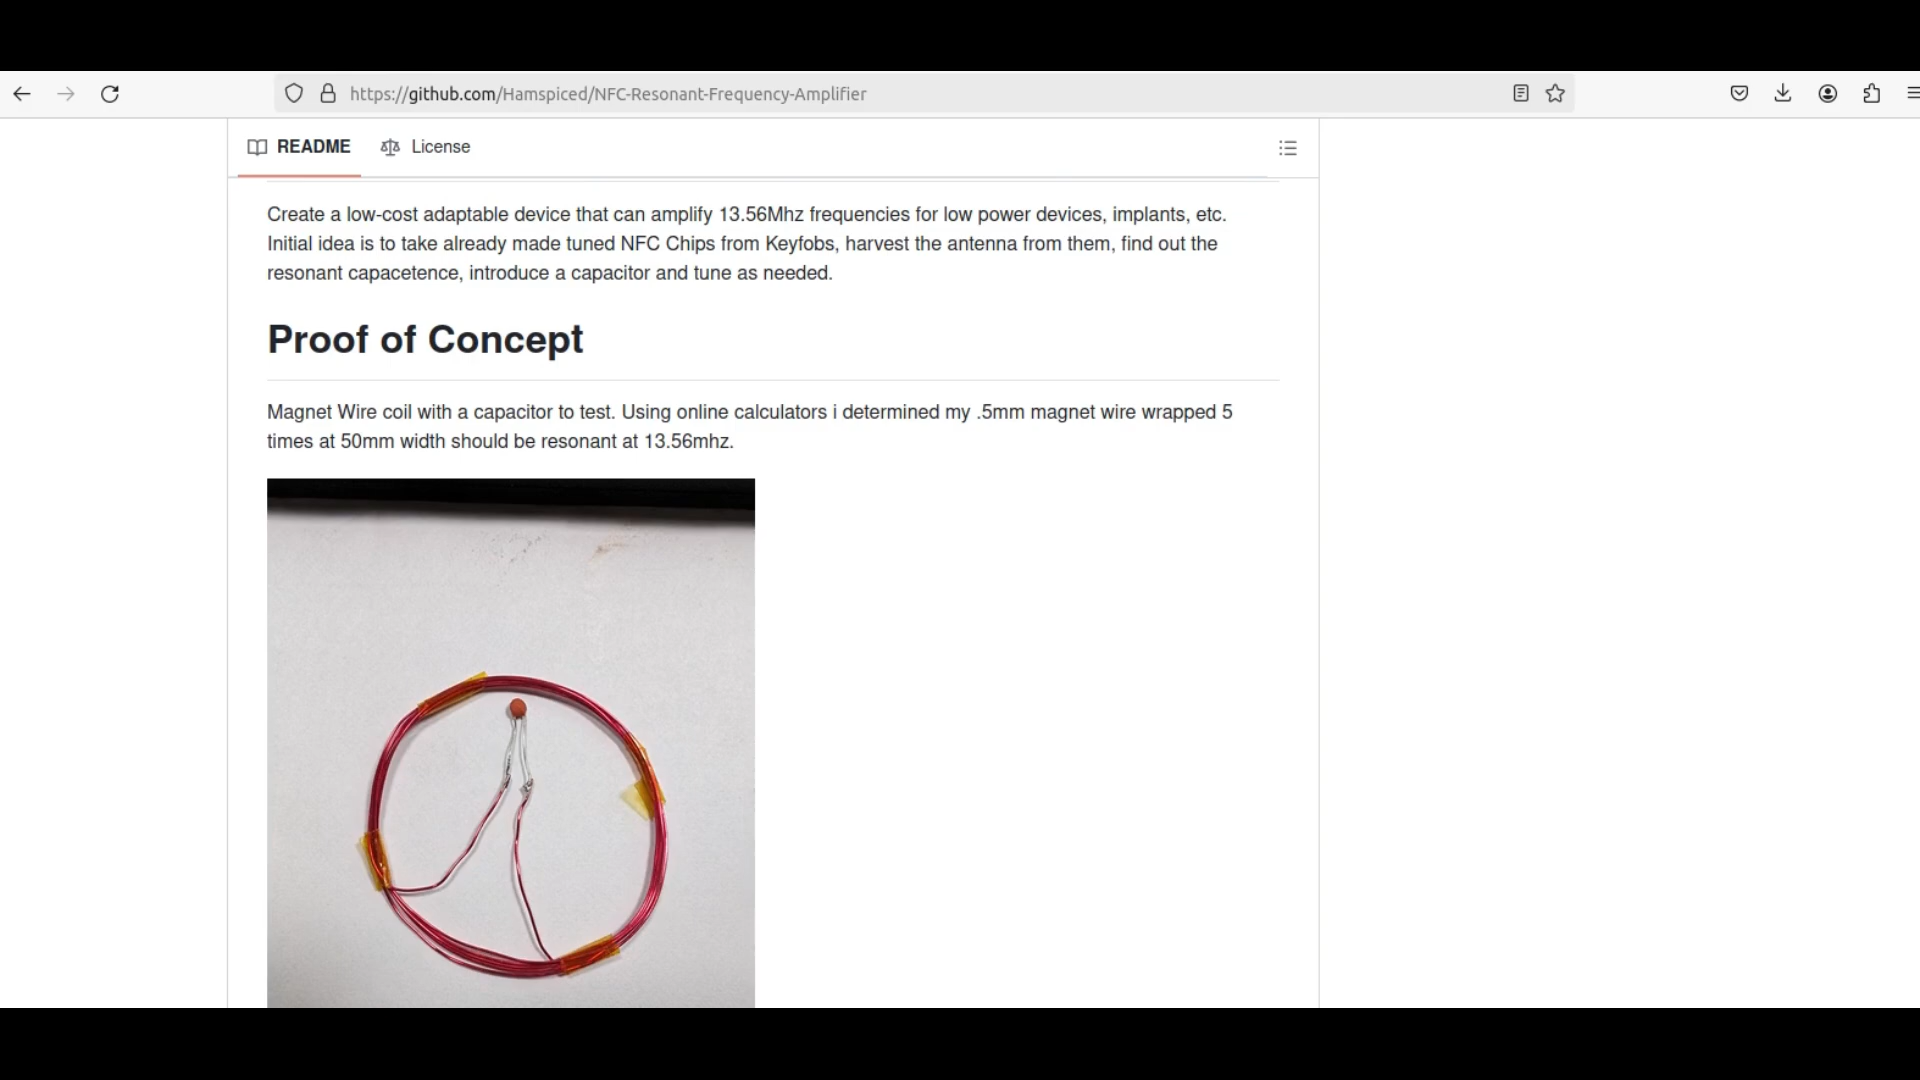 https://github.com/Hamspiced/NFC-Resonant-Frequency-Amplifier
README
License
Create a low-cost adaptable device that can amplify 13.56Mhz frequencies for low power devices, implants, etc.
Initial idea is to take already made tuned NFC Chips from Keyfobs, harvest the antenna from them, find out the
resonant capacetence, introduce a capacitor and tune as needed.
Proof of Concept
Magnet Wire coil with a capacitor to test. Using online calculators i determined my .5mm magnet wire wrapped 5
times at 50mm width should be resonant at 13.56mhz.